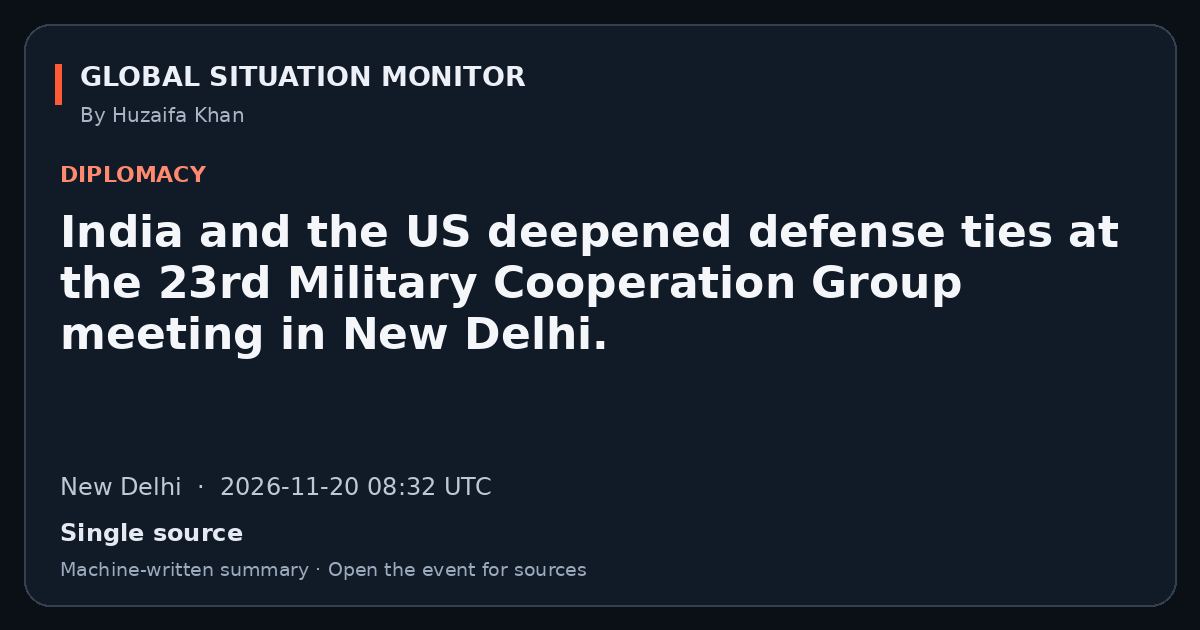 GLOBAL SITUATION MONITOR
By Huzaifa Khan
DIPLOMACY
India and the US deepened defense ties at
the 23rd Military Cooperation Group
meeting in New Delhi.
New Delhi · 2026-11-20 08:32 UTC
Single source
Machine-written summary · Open the event for sources